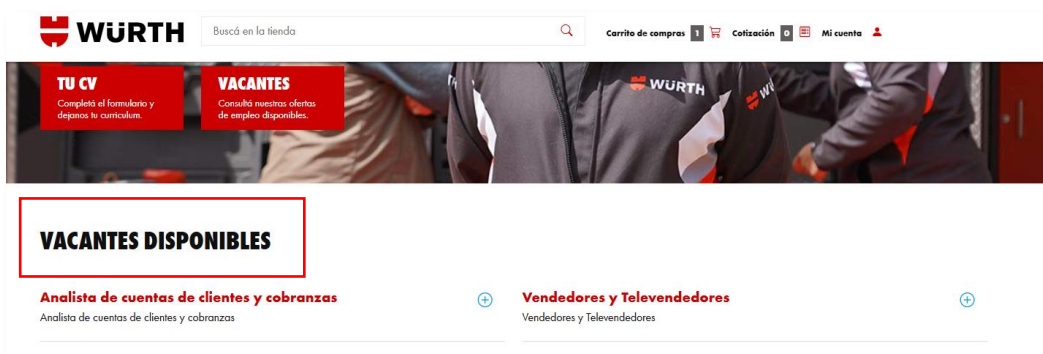 WÜRTH
Buscá en la tienda
Carrito de compras 1
Cotización 0
Mi cuenta
TU CV
Completá el formulario y
dejanos tu curriculum.
VACANTES
Consultá nuestras ofertas
de empleo disponibles.
WÜRTH
VACANTES DISPONIBLES
Analista de cuentas de clientes y cobranzas
Analista de cuentas de clientes y cobranzas
Vendedores y Televendedores
Vendedores y Televendedores